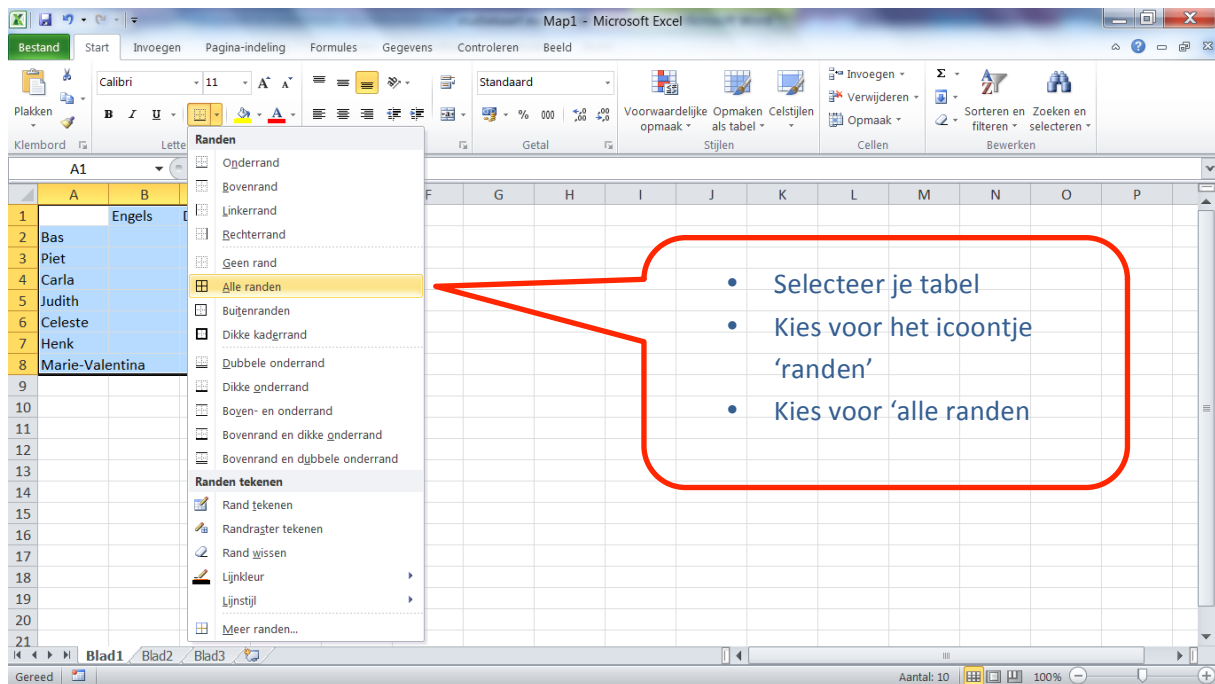 Map1 - Microsoft Excel
Bestand Start Invoegen Pagina-indeling Formules Gegevens Controleren Beeld
Plakken
Klembord
Calibri 11
B I U
Lette
Standaard
% 000
Getal
Voorwaardelijke opmaak
Opmaken als tabel
Celstijlen
Stijlen
Invoegen
Verwijderen
Opmaak
Cellen
Σ
Sorteren en filteren
Zoeken en selecteren
Bewerken
A1
A B F G H I J K L M N O P
1 Engels
2 Bas
3 Piet
4 Carla
5 Judith
6 Celeste
7 Henk
8 Marie-Valentina
9
10
11
12
13
14
15
16
17
18
19
20
21
Randen
Onderrand
Bovenrand
Linkerrand
Rechterrand
Geen rand
Alle randen
Buitenranden
Dikke kaderrand
Dubbele onderrand
Dikke onderrand
Boven- en onderrand
Bovenrand en dikke onderrand
Bovenrand en dubbele onderrand
Randen tekenen
Rand tekenen
Randraster tekenen
Rand wissen
Lijnkleur
Lijnstijl
Meer randen...
• Selecteer je tabel
• Kies voor het icoontje
‘randen’
• Kies voor ‘alle randen
Blad1 Blad2 Blad3
Gereed
Aantal: 10
100%